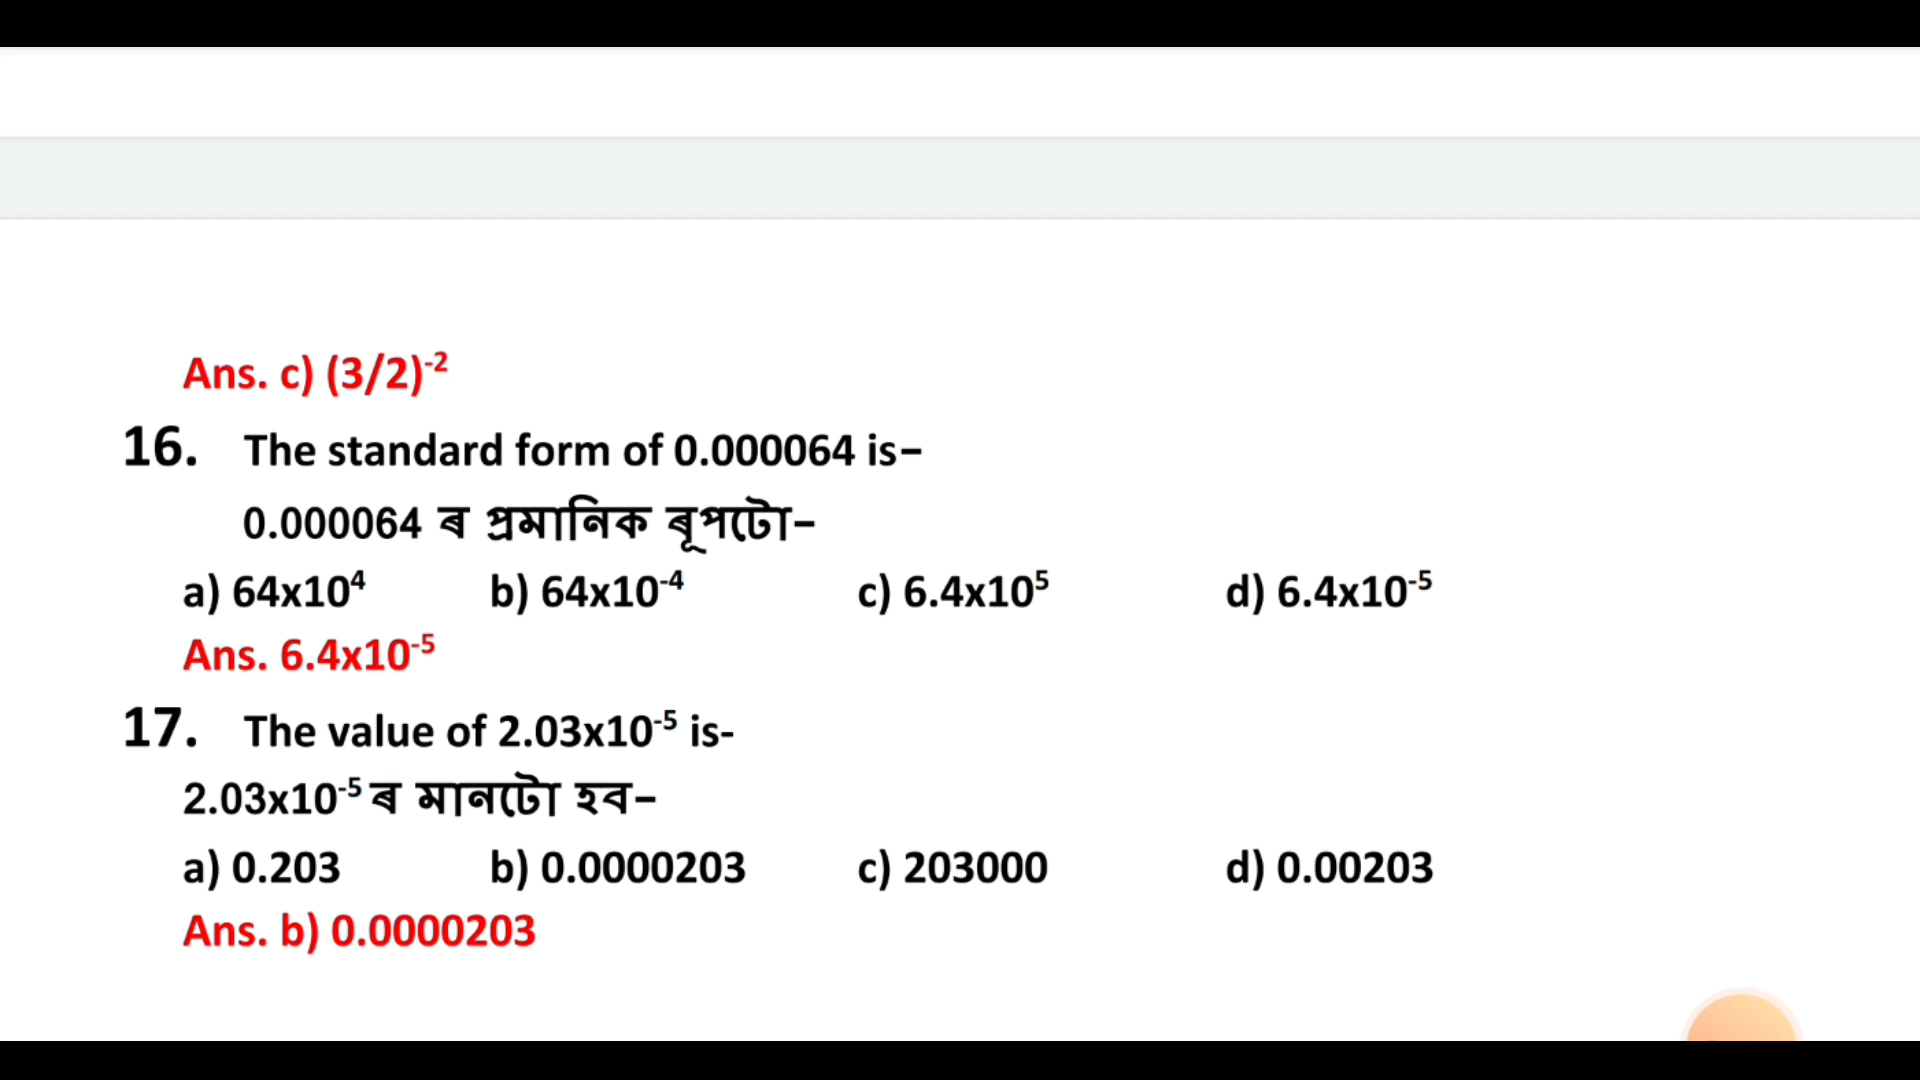 Ans. c) (3/2)⁻²
16. The standard form of 0.000064 is–
0.000064 ৰ প্ৰমানিক ৰূপটো–
a) 64x10⁴ b) 64x10⁻⁴ c) 6.4x10⁵ d) 6.4x10⁻⁵
Ans. 6.4x10⁻⁵
17. The value of 2.03x10⁻⁵ is-
2.03x10⁻⁵ ৰ মানটো হব–
a) 0.203 b) 0.0000203 c) 203000 d) 0.00203
Ans. b) 0.0000203